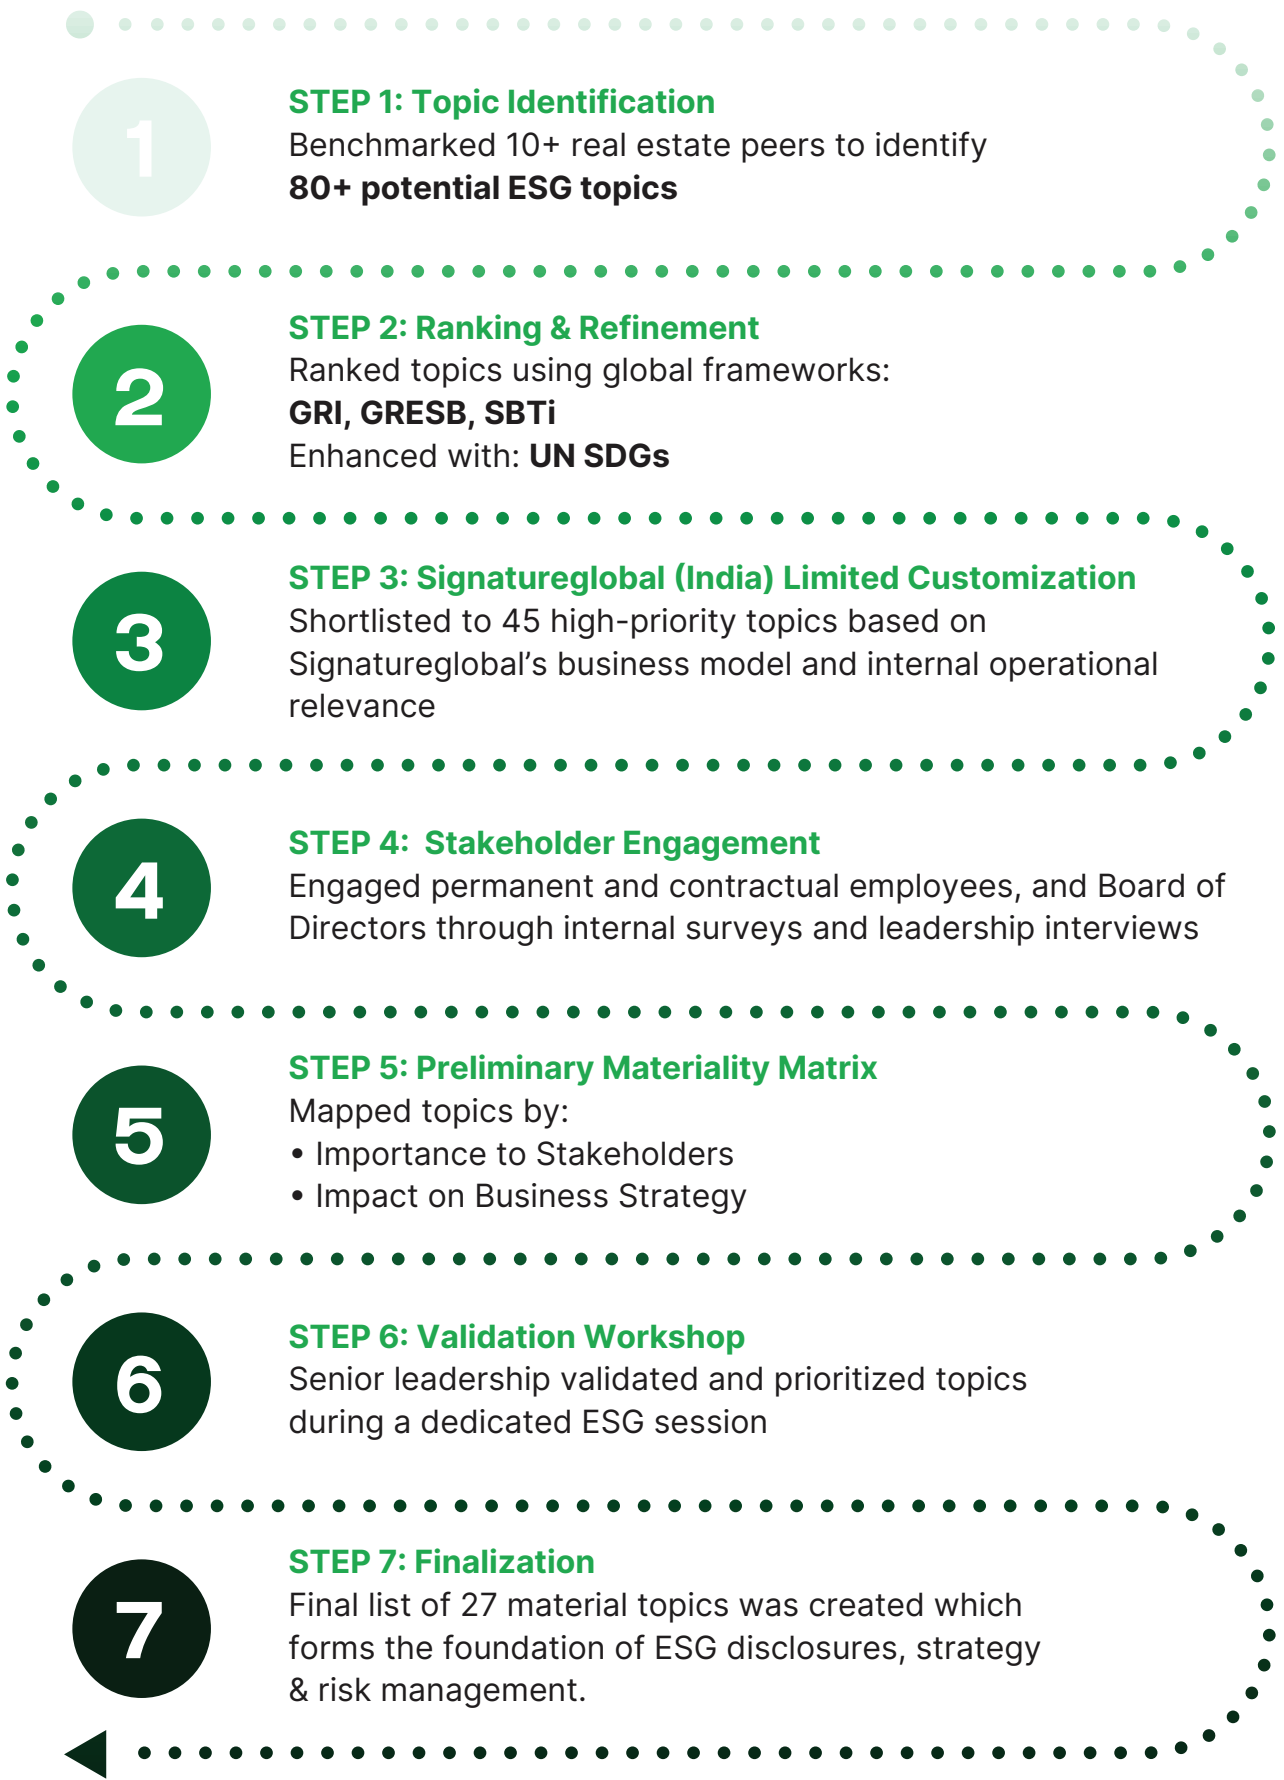 1
STEP 1: Topic Identification
Benchmarked 10+ real estate peers to identify
80+ potential ESG topics
2
STEP 2: Ranking & Refinement
Ranked topics using global frameworks:
GRI, GRESB, SBTi
Enhanced with: UN SDGs
3
STEP 3: Signatureglobal (India) Limited Customization
Shortlisted to 45 high-priority topics based on
Signatureglobal’s business model and internal operational
relevance
4
STEP 4: Stakeholder Engagement
Engaged permanent and contractual employees, and Board of
Directors through internal surveys and leadership interviews
5
STEP 5: Preliminary Materiality Matrix
Mapped topics by:
• Importance to Stakeholders
• Impact on Business Strategy
6
STEP 6: Validation Workshop
Senior leadership validated and prioritized topics
during a dedicated ESG session
7
STEP 7: Finalization
Final list of 27 material topics was created which
forms the foundation of ESG disclosures, strategy
& risk management.